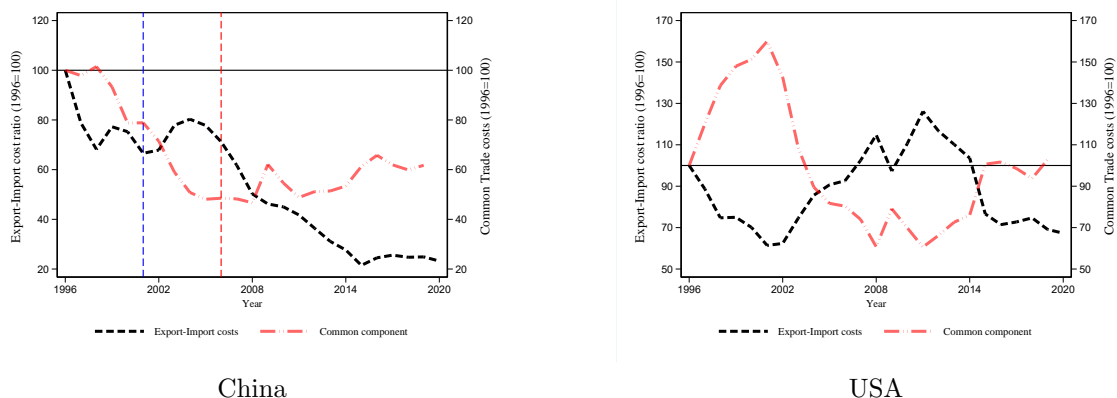 Export-Import cost ratio (1996=100)
120
100
80
60
40
20
120
100
80
60
40
20
Common Trade costs (1996=100)
1996 2002 2008 2014 2020
Year
Export-Import costs Common component
China
Export-Import cost ratio (1996=100)
170
150
130
110
90
70
50
170
150
130
110
90
70
50
Common Trade costs (1996=100)
1996 2002 2008 2014 2020
Year
Export-Import costs Common component
USA